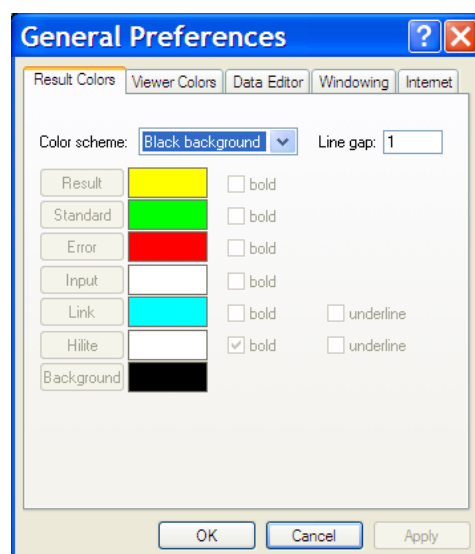 General Preferences ?
Result Colors Viewer Colors Data Editor Windowing Internet
Color scheme: Black background Line gap: 1
Result bold
Standard bold
Error bold
Input bold
Link bold underline
Hilite bold underline
Background
OK Cancel Apply